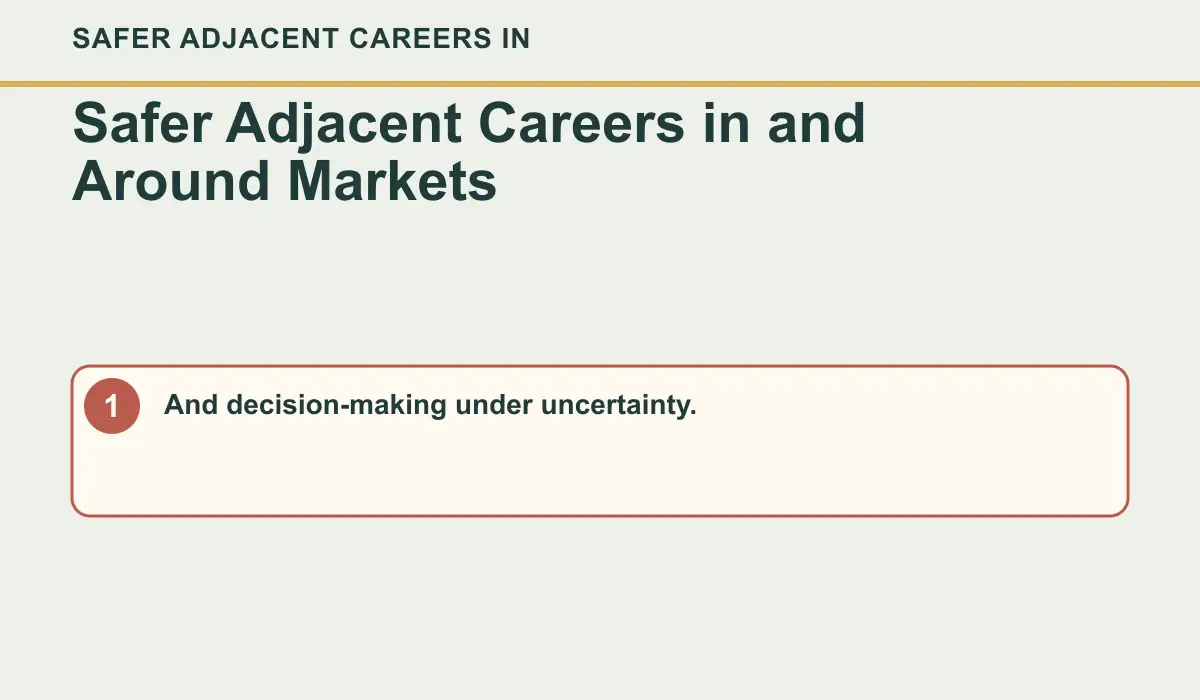 SAFER ADJACENT CAREERS IN
Safer Adjacent Careers in and
Around Markets
1 And decision-making under uncertainty.